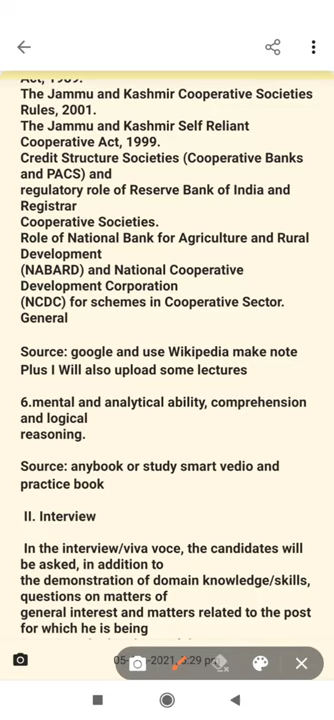 Act, 1989.
The Jammu and Kashmir Cooperative Societies
Rules, 2001.
The Jammu and Kashmir Self Reliant
Cooperative Act, 1999.
Credit Structure Societies (Cooperative Banks
and PACS) and
regulatory role of Reserve Bank of India and
Registrar
Cooperative Societies.
Role of National Bank for Agriculture and Rural
Development
(NABARD) and National Cooperative
Development Corporation
(NCDC) for schemes in Cooperative Sector.
General
Source: google and use Wikipedia make note
Plus I Will also upload some lectures
6.mental and analytical ability, comprehension
and logical
reasoning.
Source: anybook or study smart vedio and
practice book
II. Interview
In the interview/viva voce, the candidates will
be asked, in addition to
the demonstration of domain knowledge/skills,
questions on matters of
general interest and matters related to the post
for which he is being